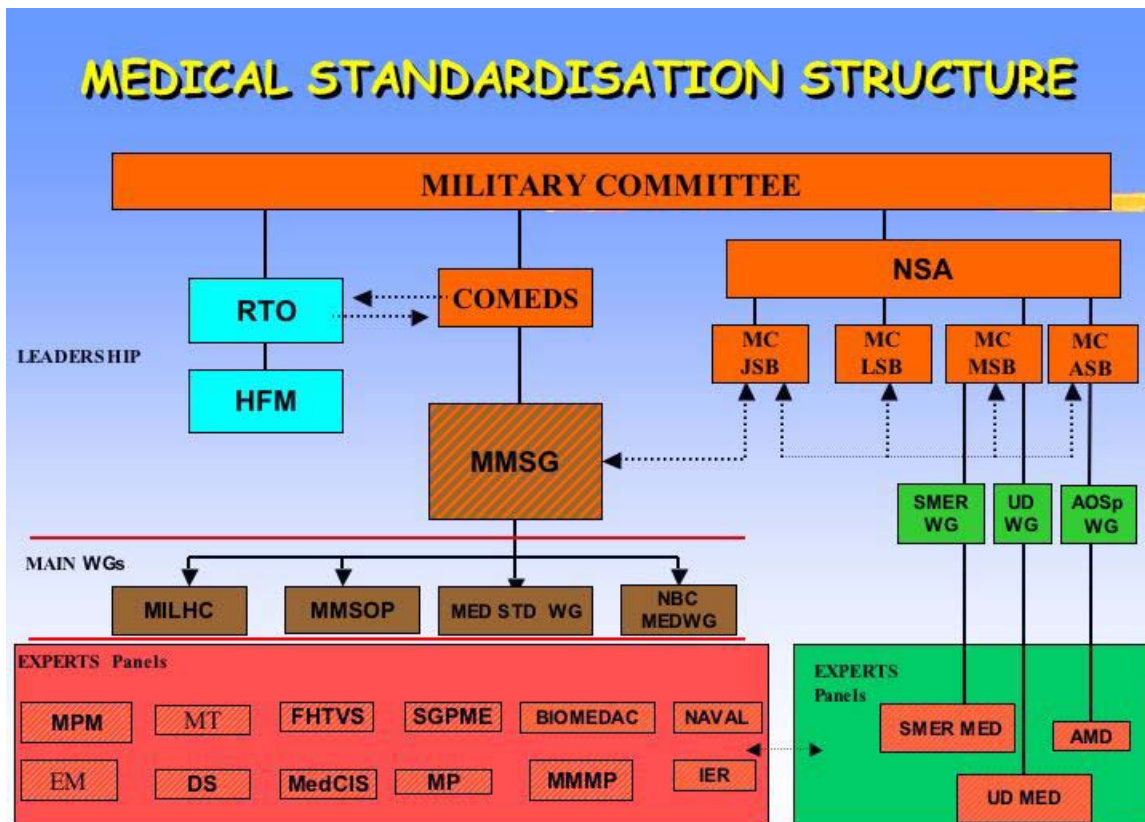 MEDICAL STANDARDISATION STRUCTURE
MILITARY COMMITTEE
NSA
RTO
COMEDS
MC
JSB
MC
LSB
MC
MSB
MC
ASB
LEADERSHIP
HFM
MMSG
SMER
WG
UD
WG
AOSp
WG
MAIN WGs
MILHC
MMSOP
MED STD WG
NBC
MEDWG
EXPERTS Panels
MPM
MT
FHTVS
SGPME
BIOMEDAC
NAVAL
EM
DS
MedCIS
MP
MMMP
IER
EXPERTS
Panels
SMER MED
AMD
UD MED